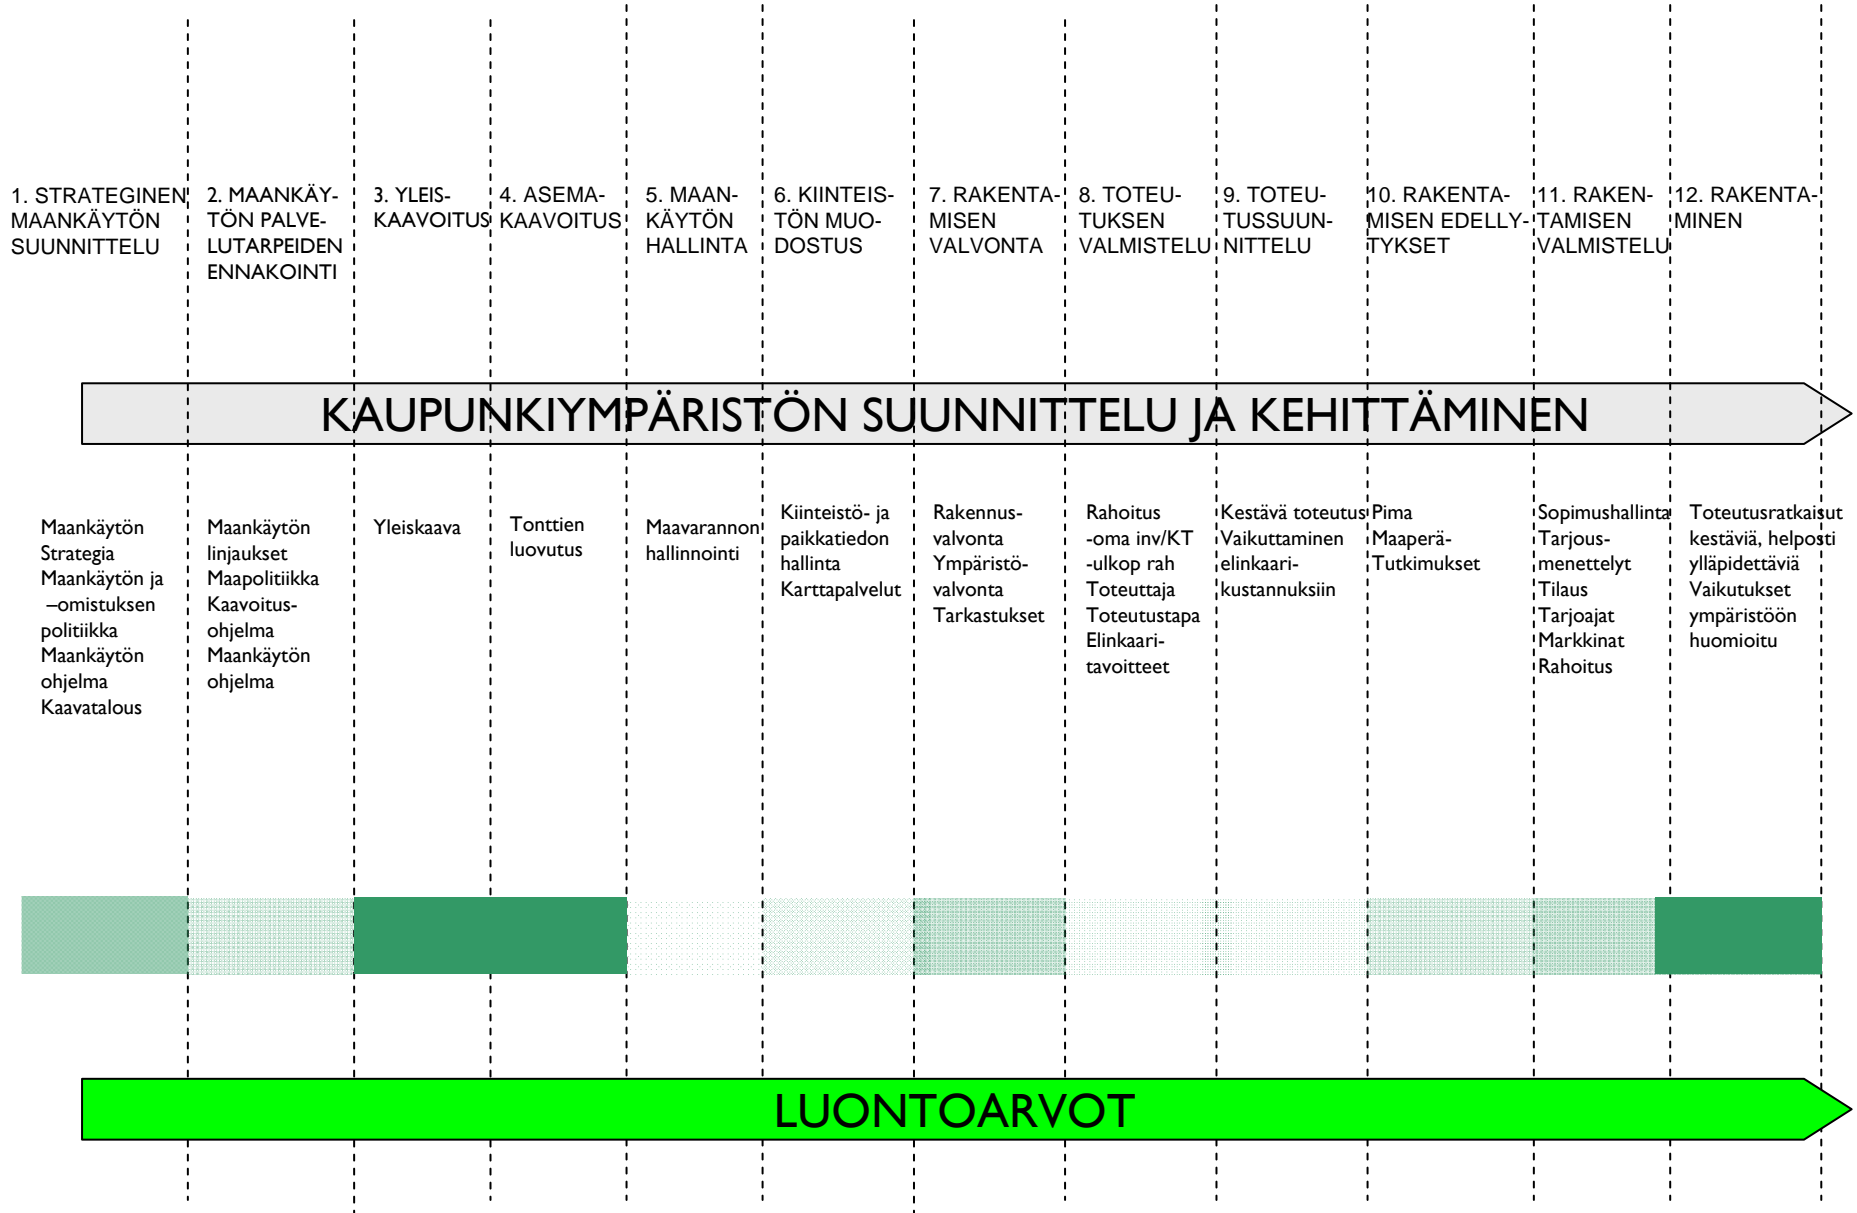 1. STRATEGINEN
MAANKÄYTÖN
SUUNNITTELU
2. MAANKÄY-
TÖN PALVE-
LUTARPEIDEN
ENNAKOINTI
3. YLEIS-
KAAVOITUS
4. ASEMA-
KAAVOITUS
5. MAAN-
KÄYTÖN
HALLINTA
6. KIINTEIS-
TÖN MUO-
DOSTUS
7. RAKENTA-
MISEN
VALVONTA
8. TOTEU-
TUKSEN
VALMISTELU
9. TOTEU-
TUSSUUN-
NITTELU
10. RAKENTA-
MISEN EDELLY-
TYKSET
11. RAKEN-
TAMISEN
VALMISTELU
12. RAKENTA-
MINEN
KAUPUNKIYMPÄRISTÖN SUUNNITTELU JA KEHITTÄMINEN
Maankäytön
Strategia
Maankäytön ja
–omistuksen
politiikka
Maankäytön
ohjelma
Kaavatalous
Maankäytön
linjaukset
Maapolitiikka
Kaavoitus-
ohjelma
Maankäytön
ohjelma
Yleiskaava
Tonttien
luovutus
Maavarannon
hallinnointi
Kiinteistö- ja
paikkatiedon
hallinta
Karttapalvelut
Rakennus-
valvonta
Ympäristö-
valvonta
Tarkastukset
Rahoitus
-oma inv/KT
-ulkop rah
Toteuttaja
Toteutustapa
Elinkaari-
tavoitteet
Kestävä toteutus
Vaikuttaminen
elinkaari-
kustannuksiin
Pima
Maaperä-
Tutkimukset
Sopimushallinta
Tarjous-
menettelyt
Tilaus
Tarjoajat
Markkinat
Rahoitus
Toteutusratkaisut
kestäviä, helposti
ylläpidettäviä
Vaikutukset
ympäristöön
huomioitu
LUONTOARVOT